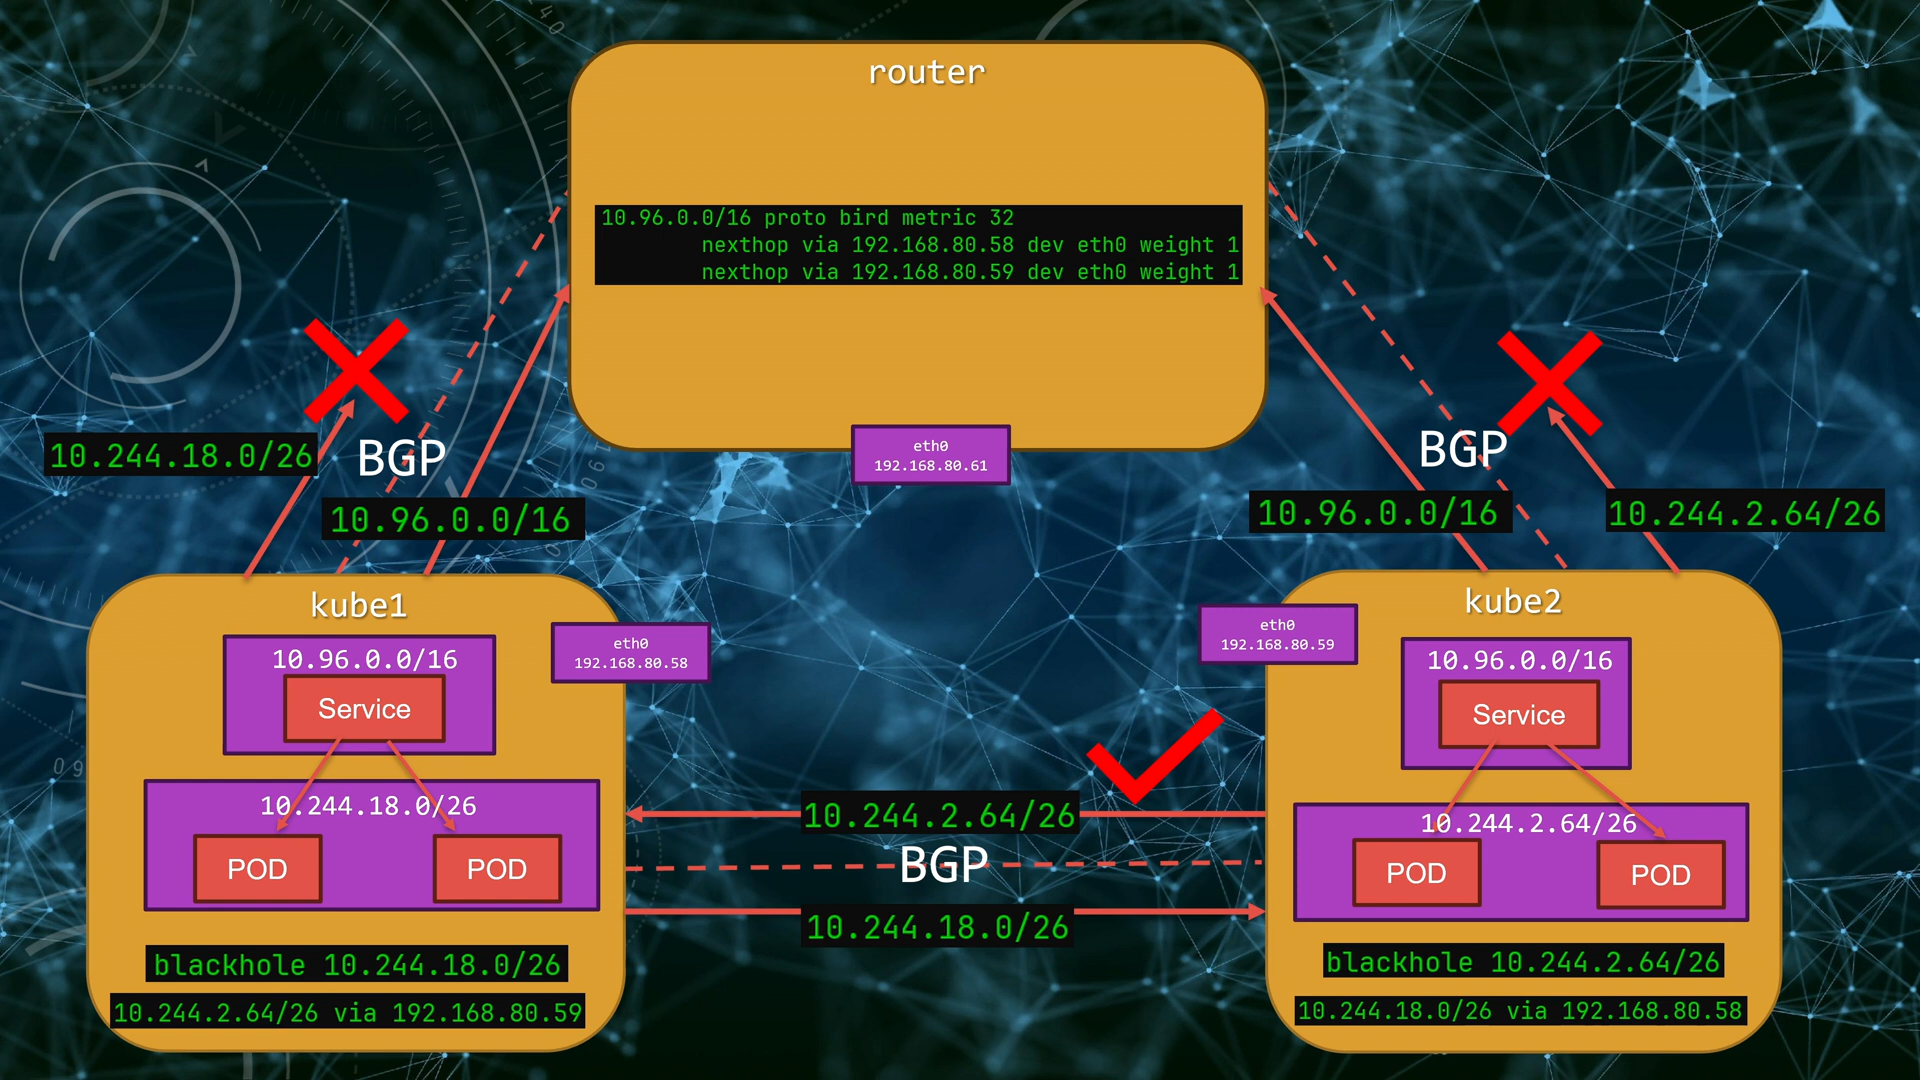 router
10.96.0.0/16 proto bird metric 32
nexthop via 192.168.80.58 dev eth0 weight 1
nexthop via 192.168.80.59 dev eth0 weight 1
eth0
192.168.80.61
10.244.18.0/26
BGP
10.96.0.0/16
BGP
10.96.0.0/16
10.244.2.64/26
kube1
eth0
192.168.80.58
10.96.0.0/16
Service
10.244.18.0/26
POD
POD
blackhole 10.244.18.0/26
10.244.2.64/26 via 192.168.80.59
10.244.2.64/26
BGP
10.244.18.0/26
kube2
eth0
192.168.80.59
10.96.0.0/16
Service
10.244.2.64/26
POD
POD
blackhole 10.244.2.64/26
10.244.18.0/26 via 192.168.80.58